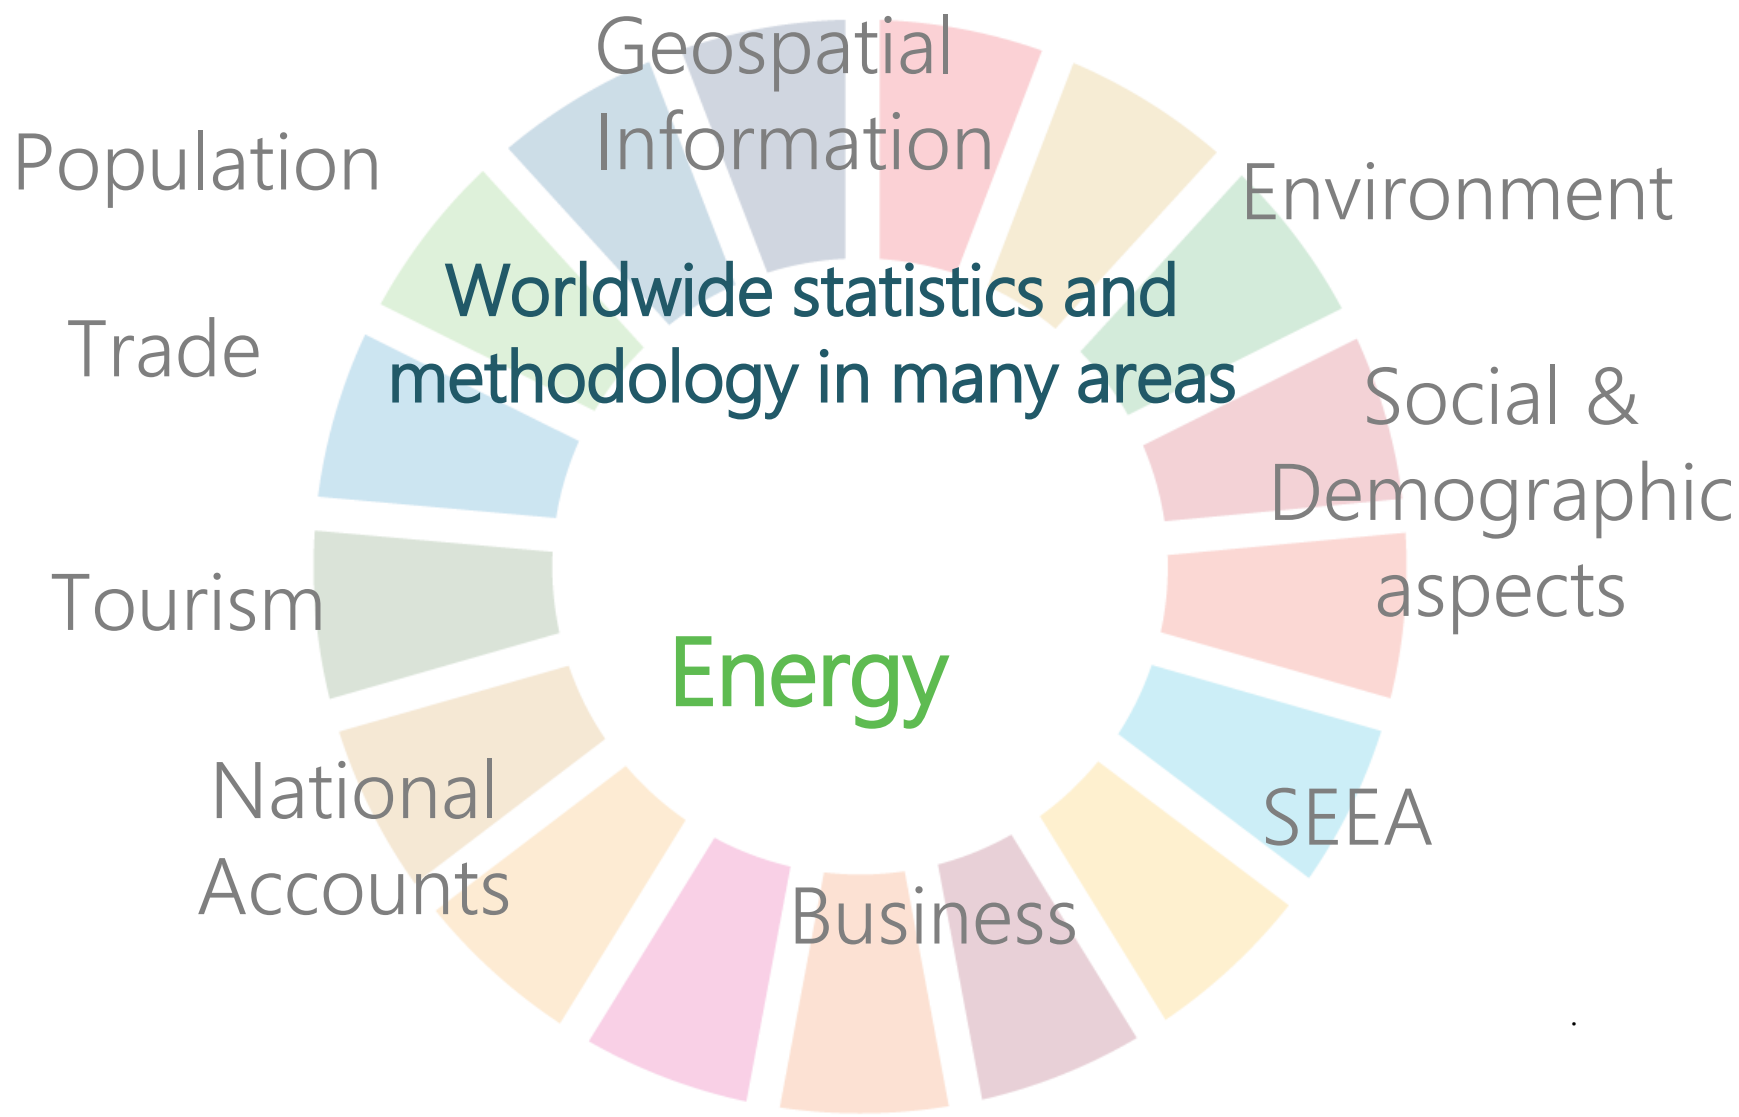 Geospatial
Information
Population
Environment
Worldwide statistics and
methodology in many areas
Trade
Social &
Demographic
aspects
Tourism
Energy
National
Accounts
SEEA
Business
.